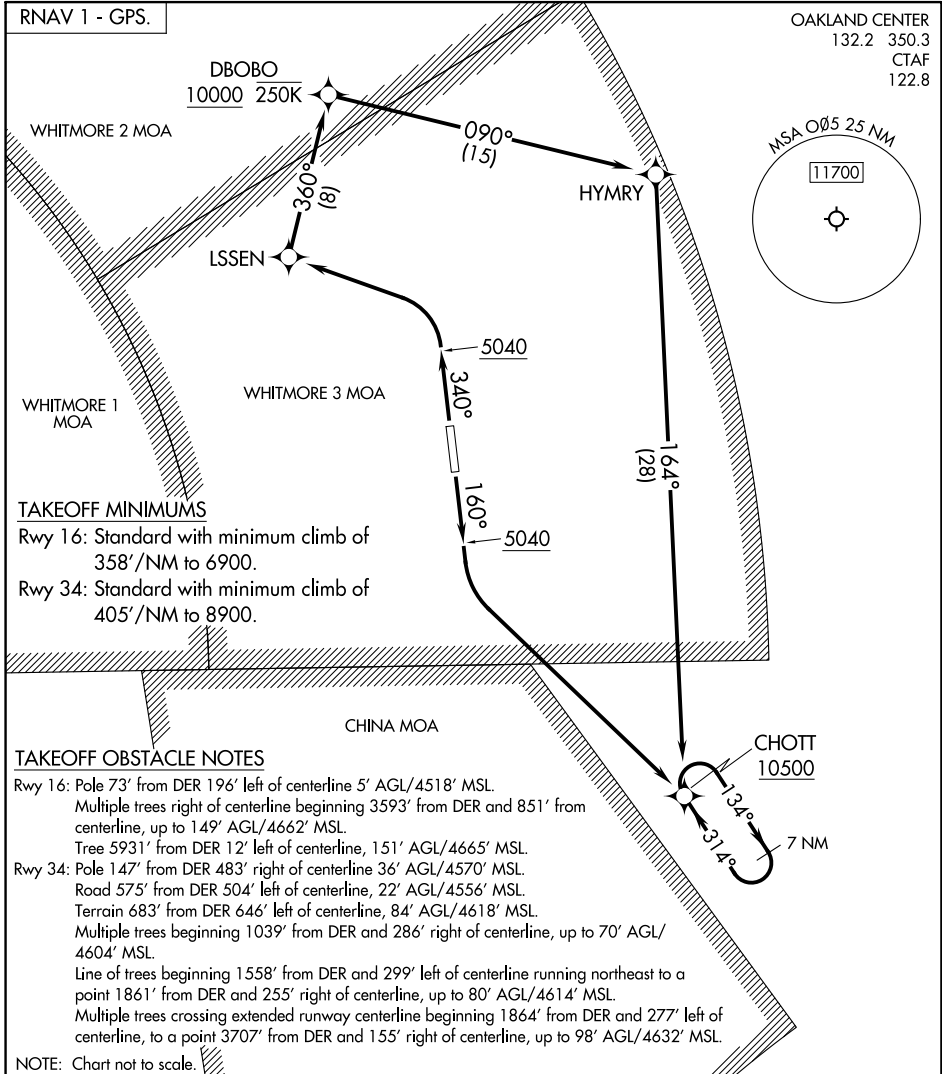 RNAV 1 - GPS.
OAKLAND CENTER
132.2 350.3
CTAF
122.8
DBOBO
10000 250K
WHITMORE 2 MOA
090°
(15)
MSA OØ5 25 NM
11700
HYMRY
360°
(8)
LSSEN
5040
340°
WHITMORE 1
MOA
WHITMORE 3 MOA
164°
(28)
160°
5040
TAKEOFF MINIMUMS
Rwy 16: Standard with minimum climb of
358'/NM to 6900.
Rwy 34: Standard with minimum climb of
405'/NM to 8900.
CHINA MOA
CHOTT
10500
134°
314°
7 NM
TAKEOFF OBSTACLE NOTES
Rwy 16: Pole 73' from DER 196' left of centerline 5' AGL/4518' MSL.
Multiple trees right of centerline beginning 3593' from DER and 851' from
centerline, up to 149' AGL/4662' MSL.
Tree 5931' from DER 12' left of centerline, 151' AGL/4665' MSL.
Rwy 34: Pole 147' from DER 483' right of centerline 36' AGL/4570' MSL.
Road 575' from DER 504' left of centerline, 22' AGL/4556' MSL.
Terrain 683' from DER 646' left of centerline, 84' AGL/4618' MSL.
Multiple trees beginning 1039' from DER and 286' right of centerline, up to 70' AGL/
4604' MSL.
Line of trees beginning 1558' from DER and 299' left of centerline running northeast to a
point 1861' from DER and 255' right of centerline, up to 80' AGL/4614' MSL.
Multiple trees crossing extended runway centerline beginning 1864' from DER and 277' left of
centerline, to a point 3707' from DER and 155' right of centerline, up to 98' AGL/4632' MSL.
NOTE: Chart not to scale.